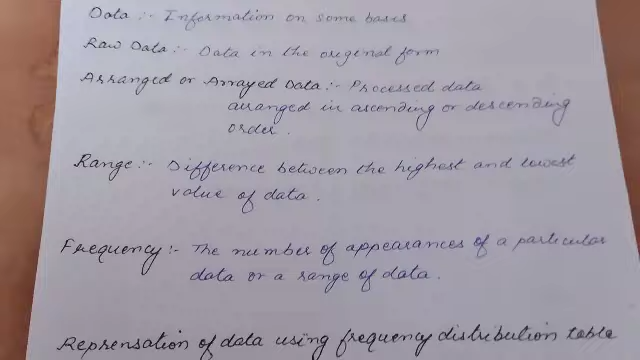 Data :- Information on some basis
Raw Data :- Data in the original form
Arranged or Arrayed Data :- Processed data
arranged in ascending or descending
order.
Range :- Difference between the highest and lowest
value of data.
Frequency :- The number of appearances of a particular
data or a range of data.
Reprensation of data using frequency distribution table